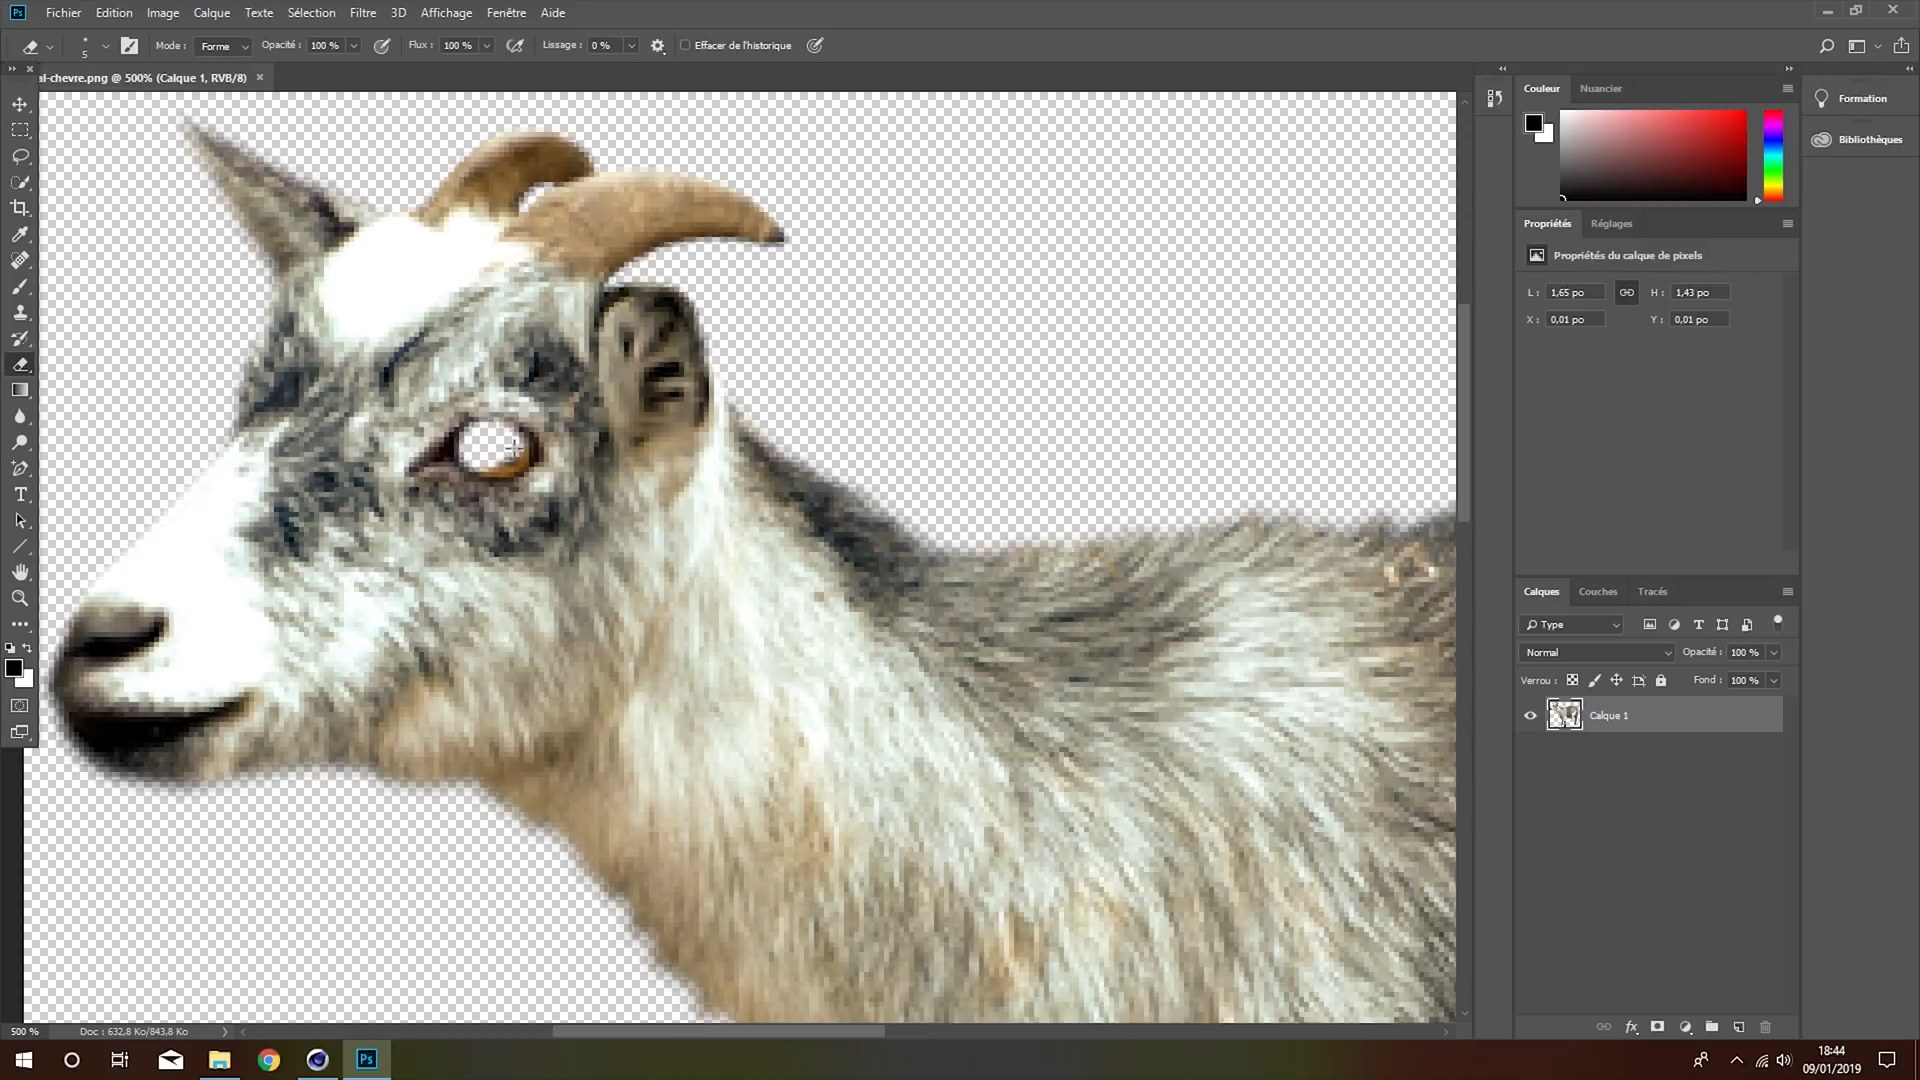 Ps Fichier Edition Image Calque Texte Sélection Filtre 3D Affichage Fenêtre Aide
5 Mode : Forme Opacité : 100 % Flux : 100 % Lissage : 0 % Effacer de l'historique
al-chevre.png @ 500% (Calque 1, RVB/8)
Couleur Nuancier
Formation
Bibliothèques
Propriétés Réglages
Propriétés du calque de pixels
L : 1,65 po H : 1,43 po
X : 0,01 po Y : 0,01 po
Calques Couches Tracés
Type
Normal Opacité : 100 %
Verrou : Fond : 100 %
Calque 1
fx
500 % Doc : 632,8 Ko/843,8 Ko
Ps
18:44
09/01/2019